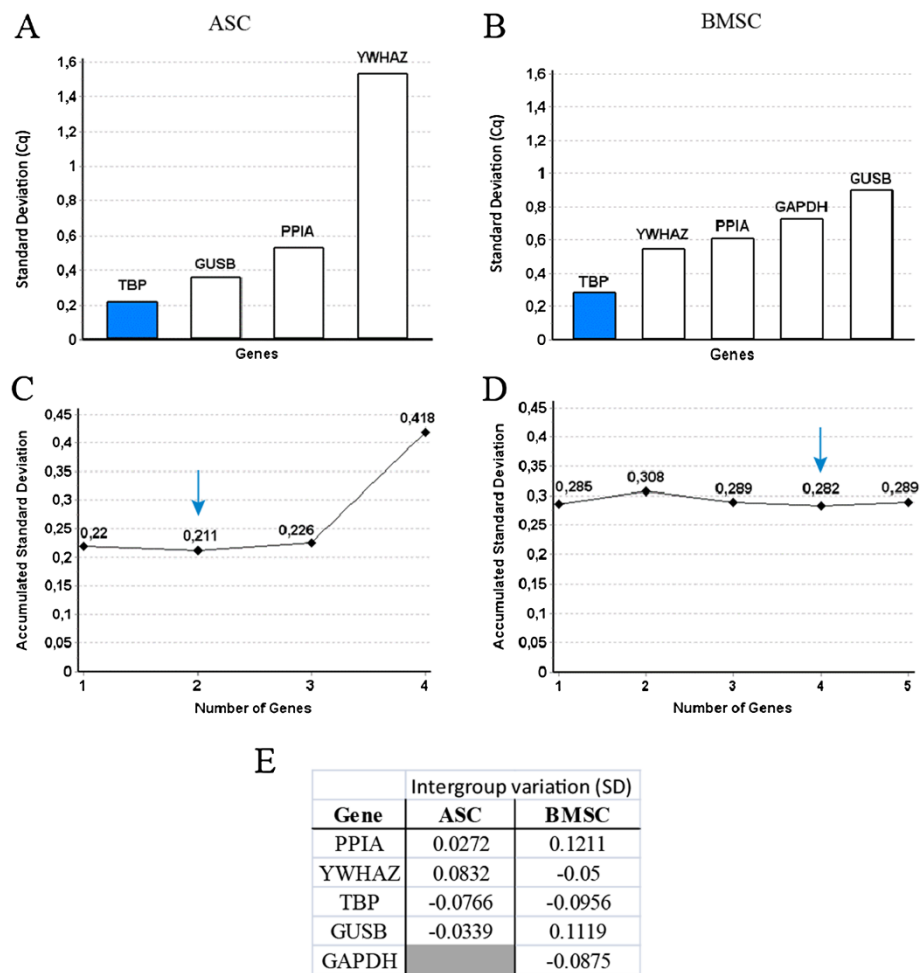 A ASC
Standard Deviation (Cq)
1,6
1,4
1,2
1
0,8
0,6
0,4
0,2
0
TBP
GUSB
PPIA
YWHAZ
Genes
B BMSC
Standard Deviation (Cq)
1,6
1,4
1,2
1
0,8
0,6
0,4
0,2
0
TBP
YWHAZ
PPIA
GAPDH
GUSB
Genes
C
Accumulated Standard Deviation
0,45
0,4
0,35
0,3
0,25
0,2
0,15
0,1
0,05
0
0,22
0,211
0,226
0,418
1 2 3 4
Number of Genes
D
Accumulated Standard Deviation
0,45
0,4
0,35
0,3
0,25
0,2
0,15
0,1
0,05
0
0,285
0,308
0,289
0,282
0,289
1 2 3 4 5
Number of Genes
E
Intergroup variation (SD)
Gene ASC BMSC
PPIA 0.0272 0.1211
YWHAZ 0.0832 -0.05
TBP -0.0766 -0.0956
GUSB -0.0339 0.1119
GAPDH -0.0875